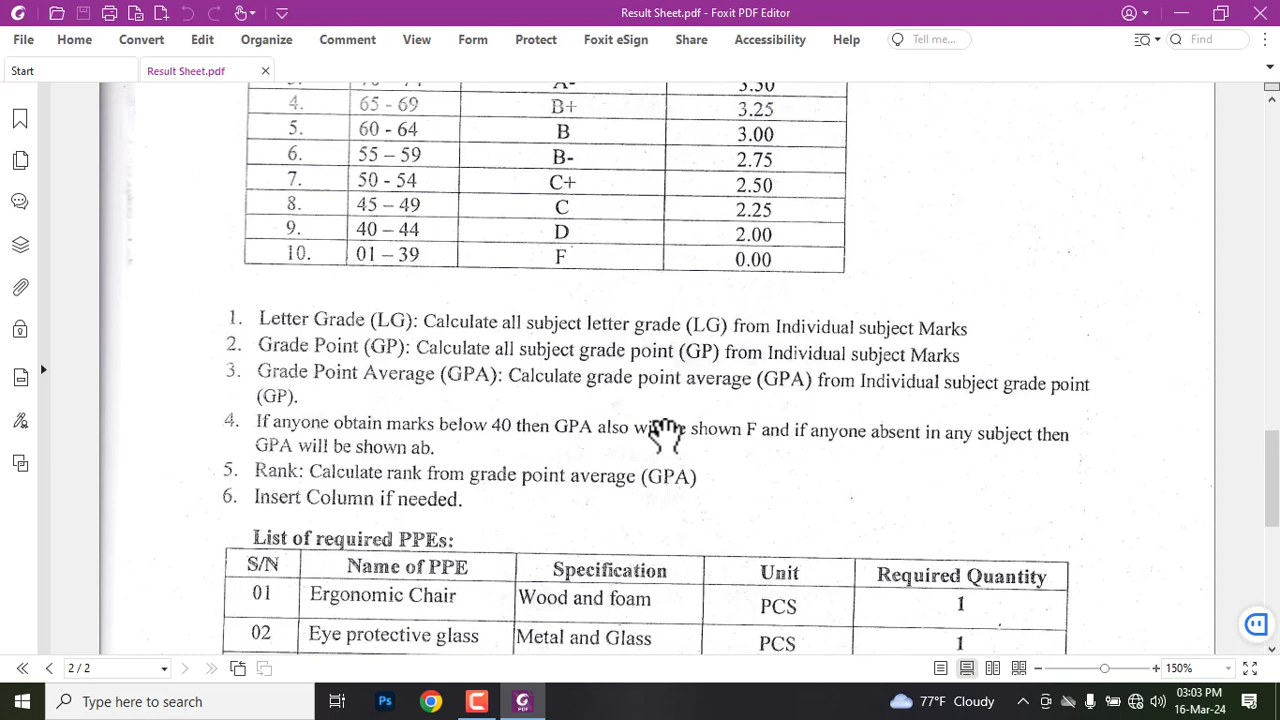 Result Sheet.pdf - Foxit PDF Editor
File Home Convert Edit Organize Comment View Form Protect Foxit eSign Share Accessibility Help Tell me... Find
Start Result Sheet.pdf
A- 3.50
4. 65 - 69 B+ 3.25
5. 60 - 64 B 3.00
6. 55 – 59 B- 2.75
7. 50 - 54 C+ 2.50
8. 45 – 49 C 2.25
9. 40 – 44 D 2.00
10. 01 – 39 F 0.00
1. Letter Grade (LG): Calculate all subject letter grade (LG) from Individual subject Marks
2. Grade Point (GP): Calculate all subject grade point (GP) from Individual subject Marks
3. Grade Point Average (GPA): Calculate grade point average (GPA) from Individual subject grade point
(GP).
4. If anyone obtain marks below 40 then GPA also shown F and if anyone absent in any subject then
GPA will be shown ab.
5. Rank: Calculate rank from grade point average (GPA)
6. Insert Column if needed.
List of required PPEs:
S/N Name of PPE Specification Unit Required Quantity
01 Ergonomic Chair Wood and foam PCS 1
02 Eye protective glass Metal and Glass PCS 1
2 / 2 150%
Type here to search Ps PDF 77°F Cloudy 03:03 PM
16-Mar-24